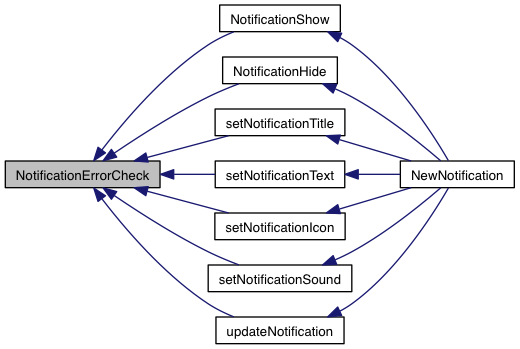 NotificationShow
NotificationHide
setNotificationTitle
NotificationErrorCheck
setNotificationText
NewNotification
setNotificationIcon
setNotificationSound
updateNotification